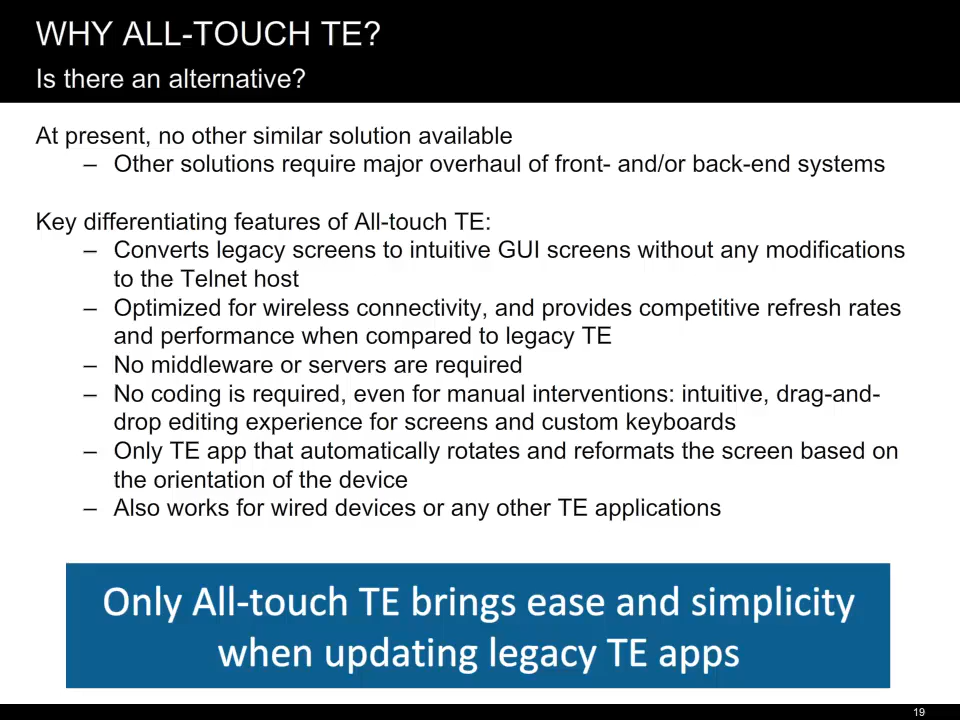 WHY ALL-TOUCH TE?
Is there an alternative?
At present, no other similar solution available
– Other solutions require major overhaul of front- and/or back-end systems
Key differentiating features of All-touch TE:
– Converts legacy screens to intuitive GUI screens without any modifications
to the Telnet host
– Optimized for wireless connectivity, and provides competitive refresh rates
and performance when compared to legacy TE
– No middleware or servers are required
– No coding is required, even for manual interventions: intuitive, drag-and-
drop editing experience for screens and custom keyboards
– Only TE app that automatically rotates and reformats the screen based on
the orientation of the device
– Also works for wired devices or any other TE applications
Only All-touch TE brings ease and simplicity
when updating legacy TE apps
19